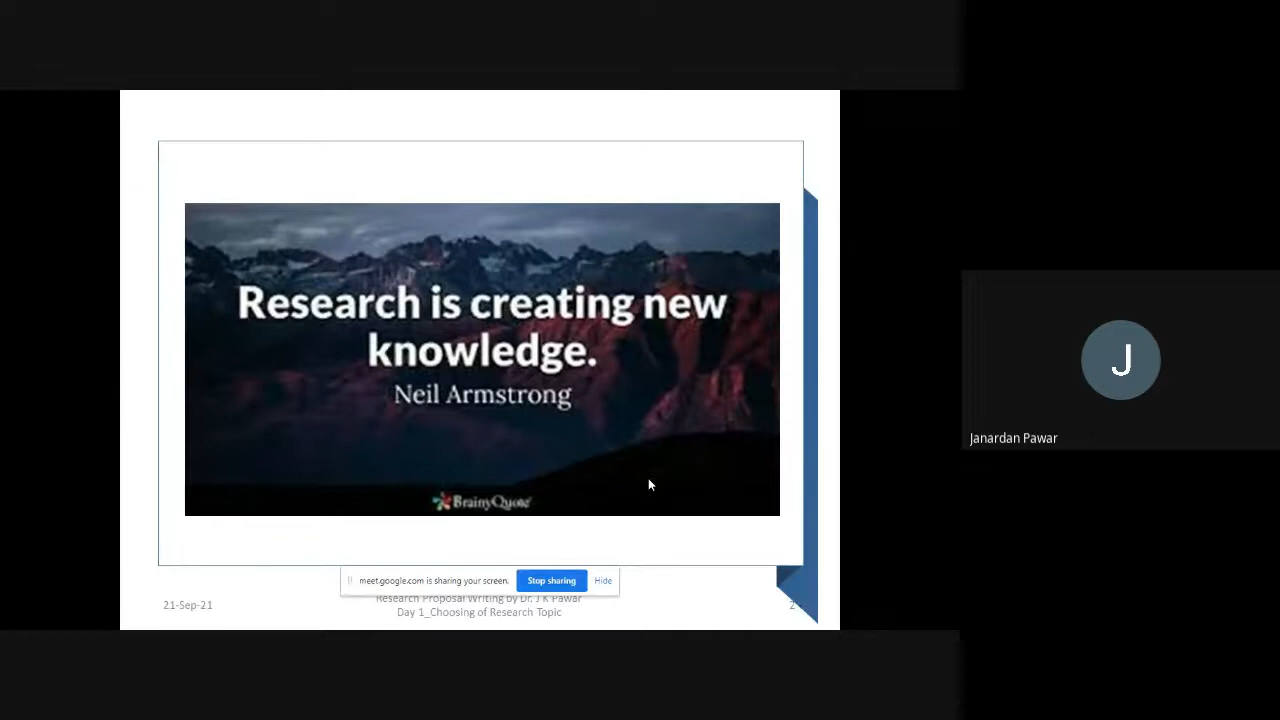 Research is creating new
knowledge.
Neil Armstrong
BrainyQuote
J
Janardan Pawar
meet.google.com is sharing your screen.
Stop sharing
Hide
21-Sep-21
Research Proposal Writing by Dr. J K Pawar
Day 1_Choosing of Research Topic
2